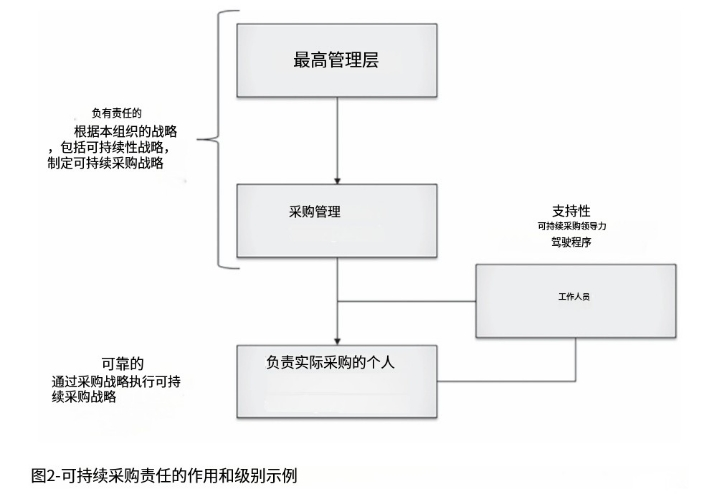 最高管理层
负有责任的
根据本组织的战略
，包括可持续性战略，
制定可持续采购战略
采购管理
支持性
可持续采购领导力
驾驶程序
工作人员
可靠的
通过采购战略执行可持
续采购战略
负责实际采购的个人
图2-可持续采购责任的作用和级别示例